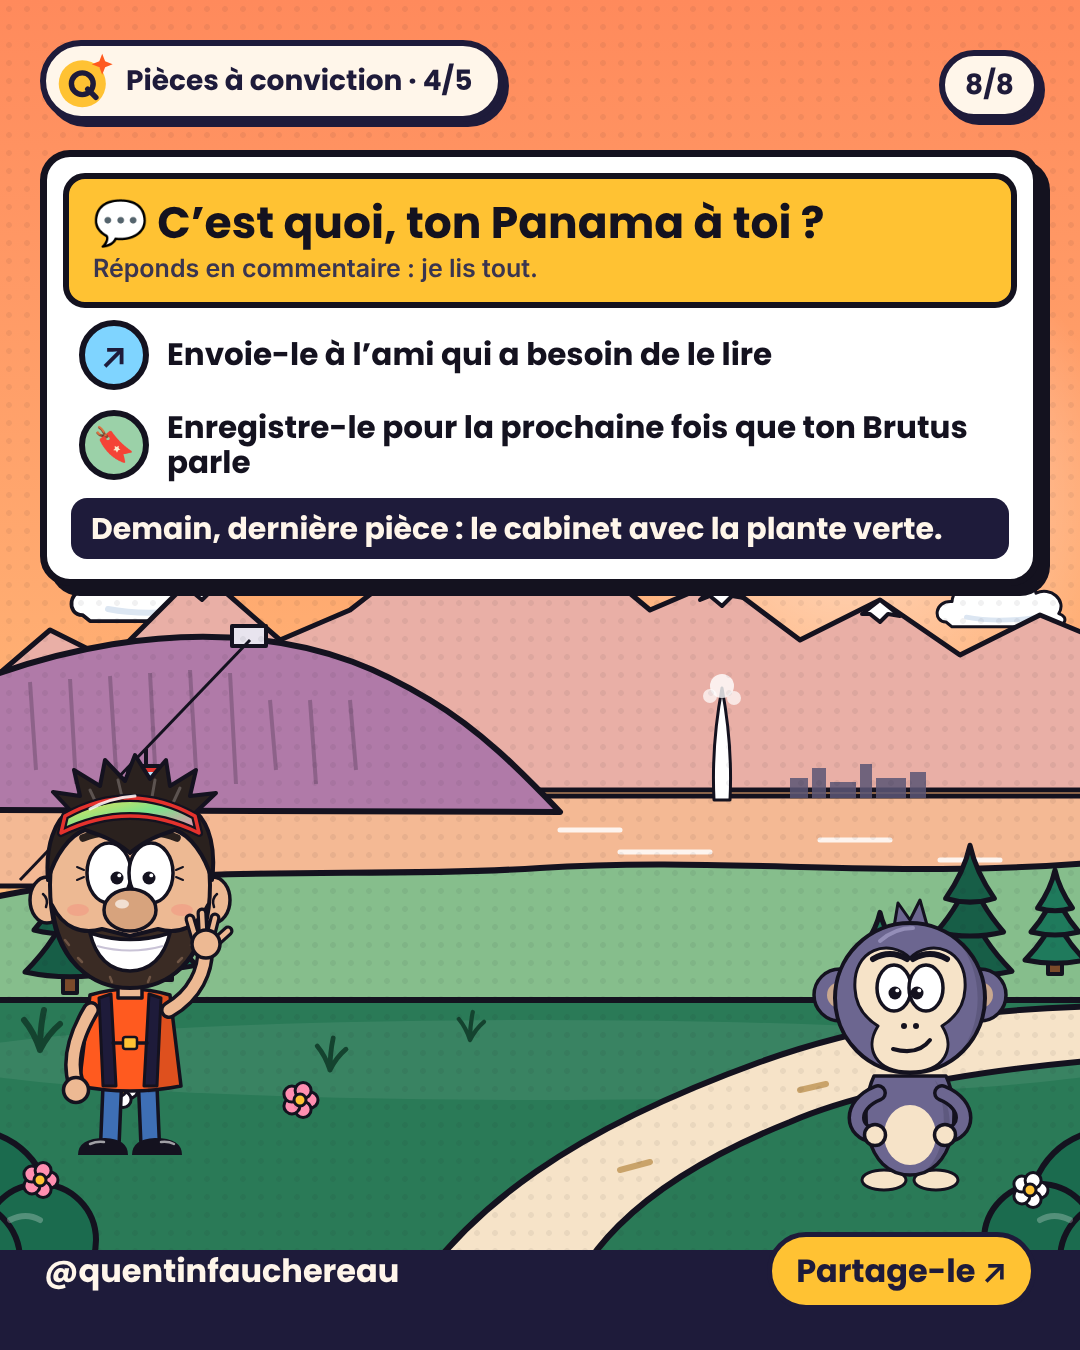 Q Pièces à conviction · 4/5
8/8
💬 C’est quoi, ton Panama à toi ?
Réponds en commentaire : je lis tout.
↗ Envoie-le à l’ami qui a besoin de le lire
🔖 Enregistre-le pour la prochaine fois que ton Brutus
parle
Demain, dernière pièce : le cabinet avec la plante verte.
@quentinfauchereau
Partage-le ↗